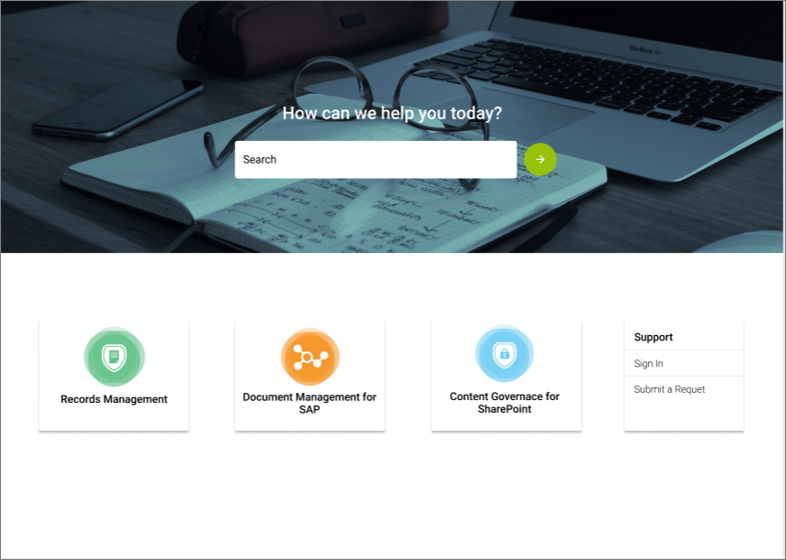 How can we help you today?
Search
Records Management
Document Management for
SAP
Content Governace for
SharePoint
Support
Sign In
Submit a Requet